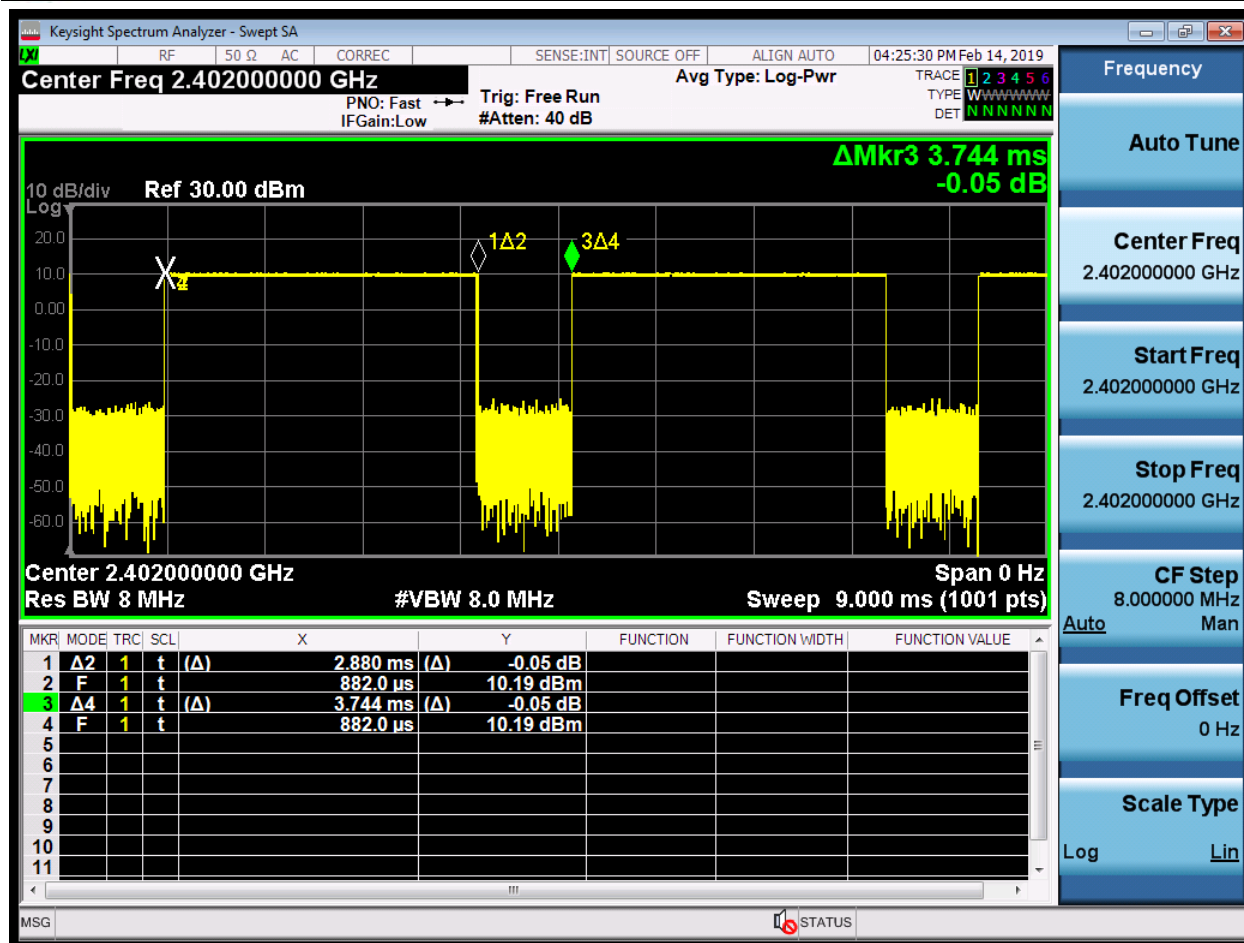 Keysight Spectrum Analyzer - Swept SA
LXI RF 50 Ω AC CORREC SENSE:INT SOURCE OFF ALIGN AUTO 04:25:30 PM Feb 14, 2019
Center Freq 2.402000000 GHz
PNO: Fast
IFGain:Low
Trig: Free Run
#Atten: 40 dB
Avg Type: Log-Pwr
TRACE 1 2 3 4 5 6
TYPE WWWWWW
DET N N N N N N
ΔMkr3 3.744 ms
-0.05 dB
10 dB/div Ref 30.00 dBm
Log
20.0
10.0
0.00
-10.0
-20.0
-30.0
-40.0
-50.0
-60.0
1Δ2
3Δ4
4
Center 2.402000000 GHz Span 0 Hz
Res BW 8 MHz #VBW 8.0 MHz Sweep 9.000 ms (1001 pts)
MKR MODE TRC SCL X Y FUNCTION FUNCTION WIDTH FUNCTION VALUE
1 Δ2 1 t (Δ) 2.880 ms (Δ) -0.05 dB
2 F 1 t 882.0 µs 10.19 dBm
3 Δ4 1 t (Δ) 3.744 ms (Δ) -0.05 dB
4 F 1 t 882.0 µs 10.19 dBm
5
6
7
8
9
10
11
MSG STATUS
Frequency
Auto Tune
Center Freq
2.402000000 GHz
Start Freq
2.402000000 GHz
Stop Freq
2.402000000 GHz
CF Step
8.000000 MHz
Auto Man
Freq Offset
0 Hz
Scale Type
Log Lin